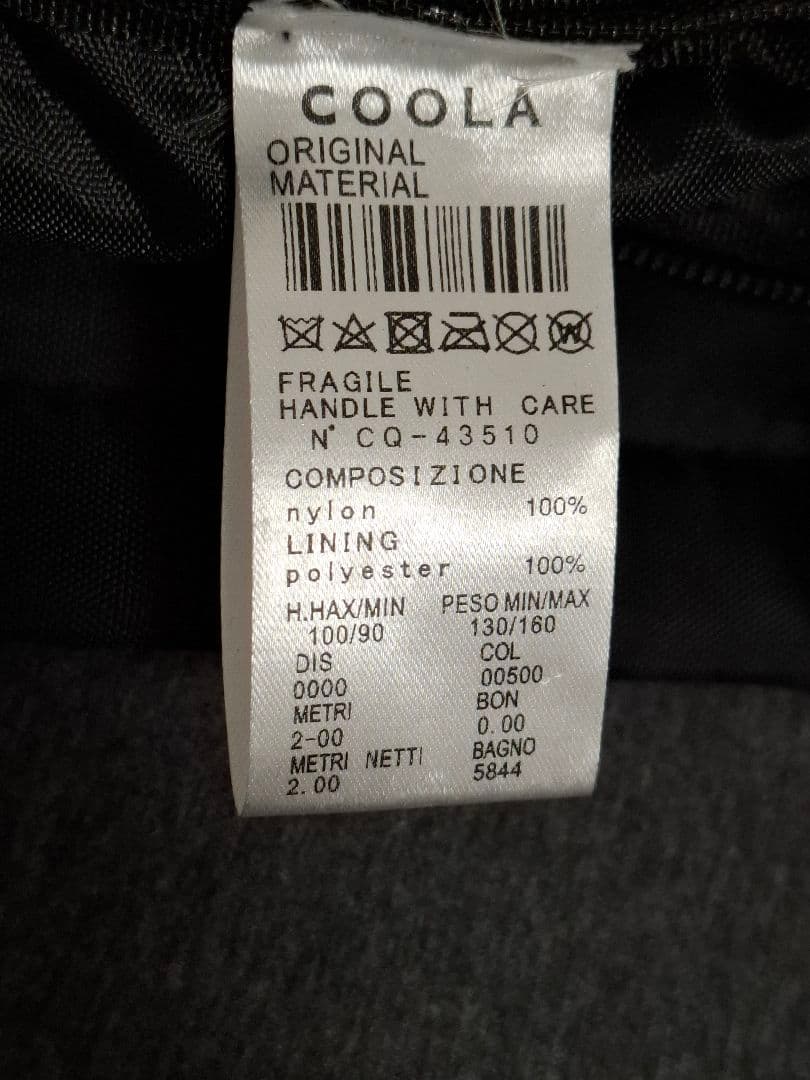 COOLA
ORIGINAL
MATERIAL
W
FRAGILE
HANDLE WITH CARE
N° CQ-43510
COMPOSIZIONE
nylon 100%
LINING
polyester 100%
H.HAX/MIN PESO MIN/MAX
100/90 130/160
DIS COL
0000 00500
METRI BON
2-00 0.00
METRI NETTI BAGNO
2.00 5844